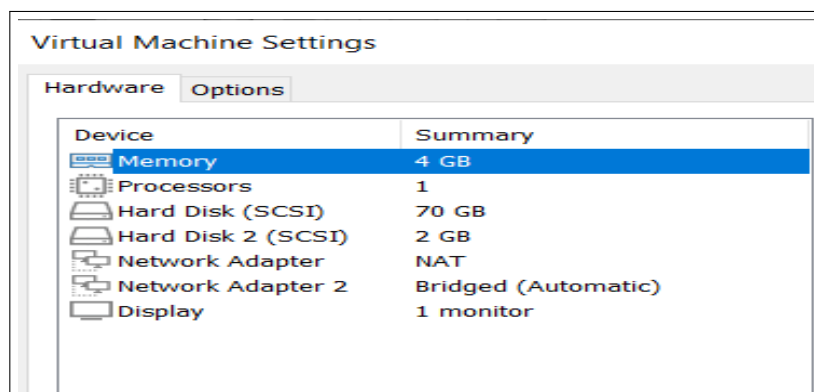 Virtual Machine Settings
Hardware Options
Device Summary
Memory 4 GB
Processors 1
Hard Disk (SCSI) 70 GB
Hard Disk 2 (SCSI) 2 GB
Network Adapter NAT
Network Adapter 2 Bridged (Automatic)
Display 1 monitor